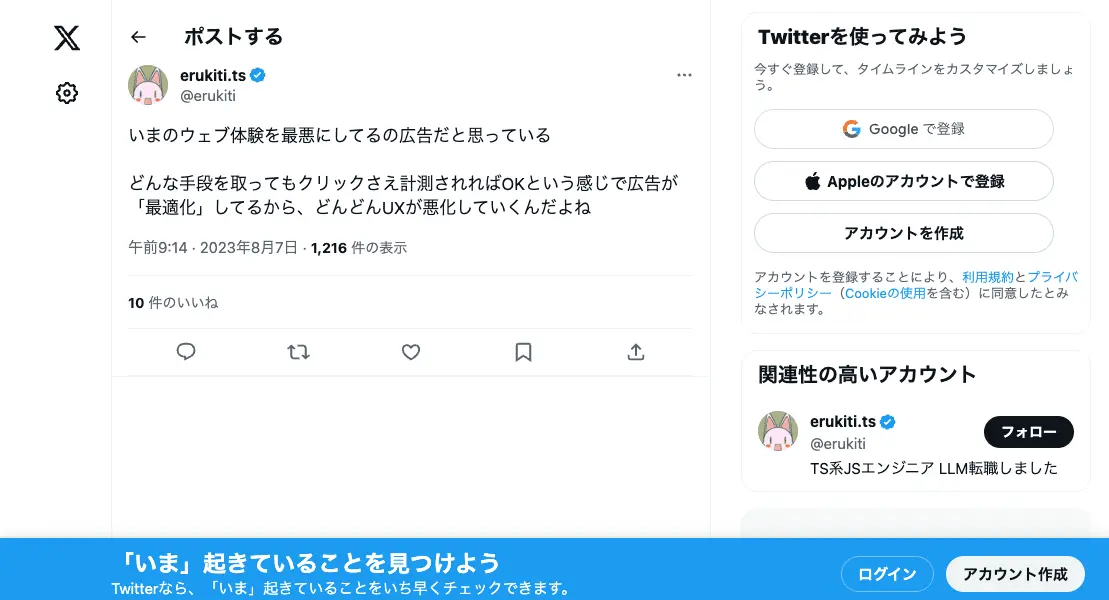 ポストする
erukiti.ts
@erukiti
いまのウェブ体験を最悪にしてるの広告だと思っている
どんな手段を取ってもクリックさえ計測されればOKという感じで広告が
「最適化」してるから、どんどんUXが悪化していくんだよね
午前9:14 · 2023年8月7日 · 1,216 件の表示
10 件のいいね
Twitterを使ってみよう
今すぐ登録して、タイムラインをカスタマイズしましょ
う。
Google で登録
Appleのアカウントで登録
アカウントを作成
アカウントを登録することにより、利用規約とプライバ
シーポリシー（Cookieの使用を含む）に同意したとみ
なされます。
関連性の高いアカウント
erukiti.ts
@erukiti
フォロー
TS系JSエンジニア LLM転職しました
「いま」起きていることを見つけよう
Twitterなら、「いま」起きていることをいち早くチェックできます。
ログイン
アカウント作成